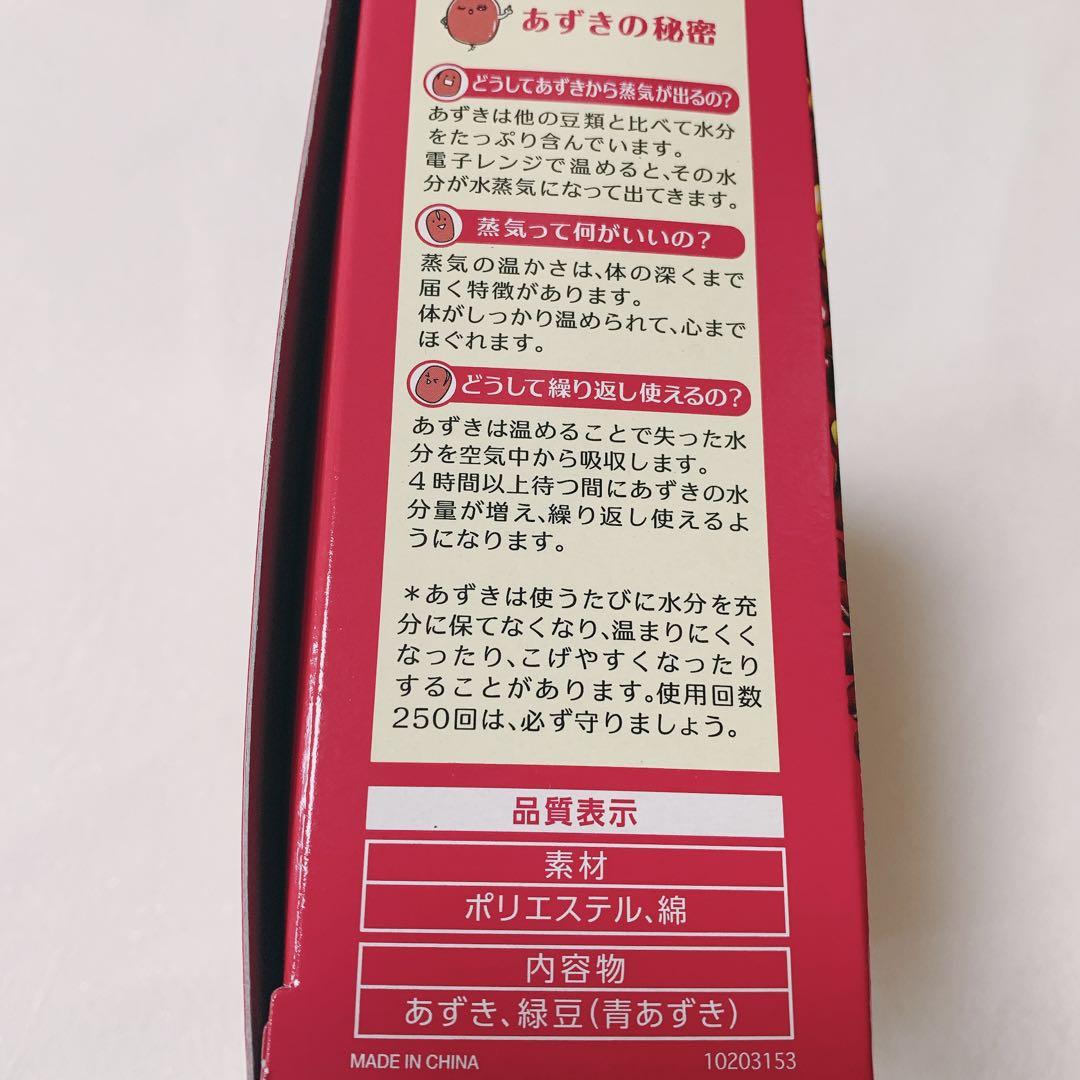 あずきの秘密
どうしてあずきから蒸気が出るの?
あずきは他の豆類と比べて水分
をたっぷり含んでいます。
電子レンジで温めると、その水
分が水蒸気になって出てきます。
蒸気って何がいいの?
蒸気の温かさは、体の深くまで
届く特徴があります。
体がしっかり温められて、心まで
ほぐれます。
どうして繰り返し使えるの?
あずきは温めることで失った水
分を空気中から吸収します。
4時間以上待つ間にあずきの水
分量が増え、繰り返し使えるよ
うになります。
＊あずきは使うたびに水分を充
分に保てなくなり、温まりにくく
なったり、こげやすくなったり
することがあります。使用回数
250回は、必ず守りましょう。
品質表示
素材
ポリエステル、綿
内容物
あずき、緑豆(青あずき)
MADE IN CHINA 10203153